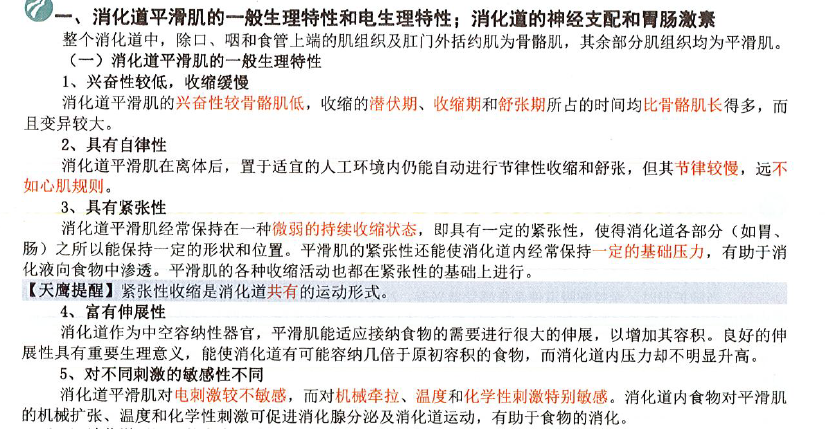 一、消化道平滑肌的一般生理特性和电生理特性；消化道的神经支配和胃肠激素
整个消化道中，除口、咽和食管上端的肌组织及肛门外括约肌为骨骼肌，其余部分肌组织均为平滑肌。
（一）消化道平滑肌的一般生理特性
1、兴奋性较低，收缩缓慢
消化道平滑肌的兴奋性较骨骼肌低，收缩的潜伏期、收缩期和舒张期所占的时间均比骨骼肌长得多，而
且变异较大。
2、具有自律性
消化道平滑肌在离体后，置于适宜的人工环境内仍能自动进行节律性收缩和舒张，但其节律较慢，远不
如心肌规则。
3、具有紧张性
消化道平滑肌经常保持在一种微弱的持续收缩状态，即具有一定的紧张性，使得消化道各部分（如胃、
肠）之所以能保持一定的形状和位置。平滑肌的紧张性还能使消化道内经常保持一定的基础压力，有助于消
化液向食物中渗透。平滑肌的各种收缩活动也都在紧张性的基础上进行。
【天鹰提醒】紧张性收缩是消化道共有的运动形式。
4、富有伸展性
消化道作为中空容纳性器官，平滑肌能适应接纳食物的需要进行很大的伸展，以增加其容积。良好的伸
展性具有重要生理意义，能使消化道有可能容纳几倍于原初容积的食物，而消化道内压力却不明显升高。
5、对不同刺激的敏感性不同
消化道平滑肌对电刺激较不敏感，而对机械牵拉、温度和化学性刺激特别敏感。消化道内食物对平滑肌
的机械扩张、温度和化学性刺激可促进消化腺分泌及消化道运动，有助于食物的消化。